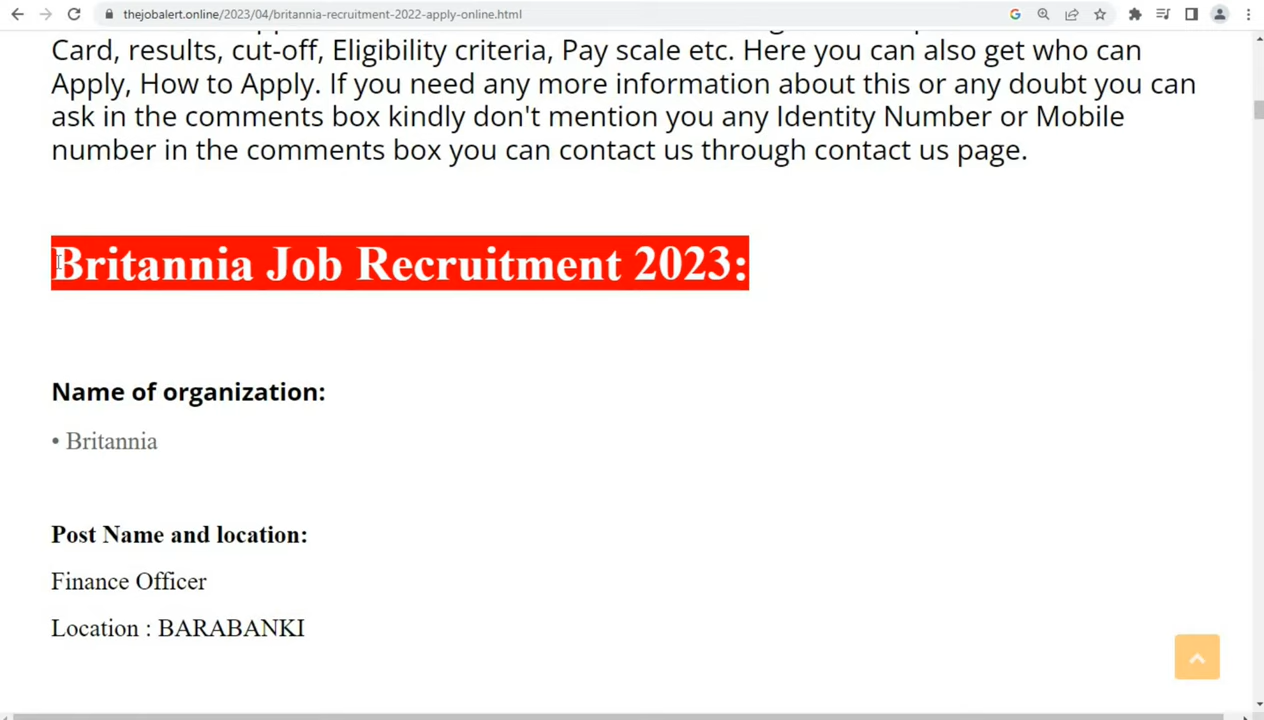 thejobalert.online/2023/04/britannia-recruitment-2022-apply-online.html
Card, results, cut-off, Eligibility criteria, Pay scale etc. Here you can also get who can
Apply, How to Apply. If you need any more information about this or any doubt you can
ask in the comments box kindly don't mention you any Identity Number or Mobile
number in the comments box you can contact us through contact us page.
Britannia Job Recruitment 2023:
Name of organization:
• Britannia
Post Name and location:
Finance Officer
Location : BARABANKI